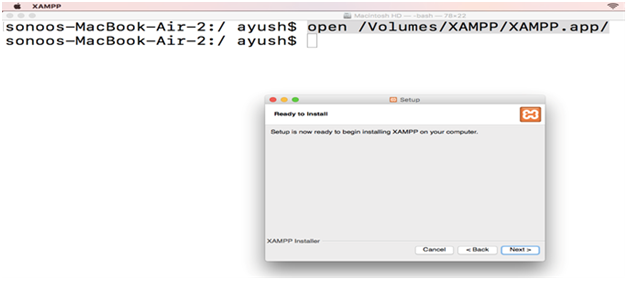 XAMPP
Macintosh HD — -bash — 78×22
sonoos-MacBook-Air-2:/ ayush$ open /Volumes/XAMPP/XAMPP.app/
sonoos-MacBook-Air-2:/ ayush$
Setup
Ready to Install
Setup is now ready to begin installing XAMPP on your computer.
XAMPP Installer
Cancel < Back Next >